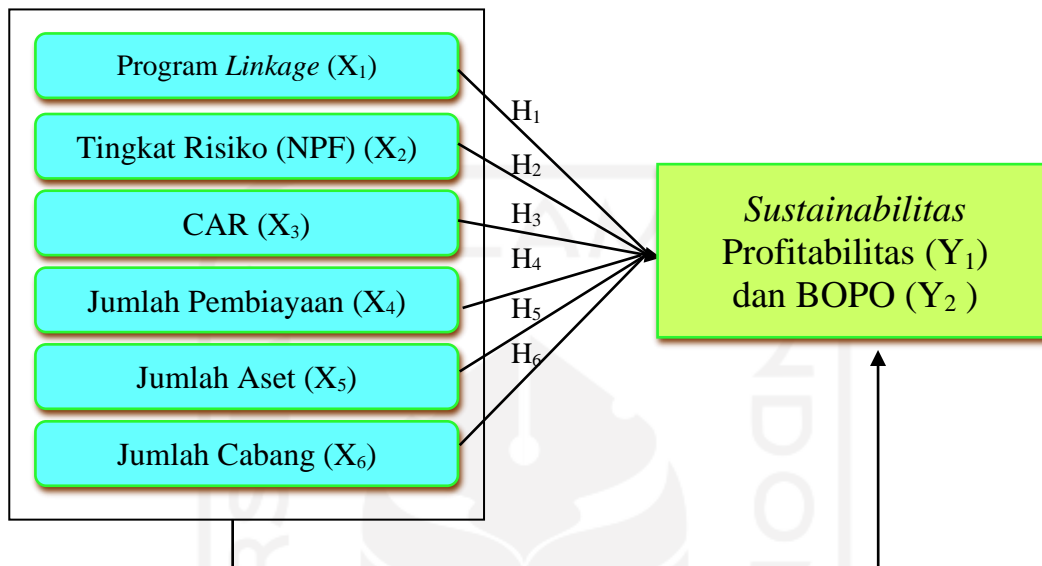 Program Linkage (X₁)
Tingkat Risiko (NPF) (X₂)
CAR (X₃)
Jumlah Pembiayaan (X₄)
Jumlah Aset (X₅)
Jumlah Cabang (X₆)
H₁
H₂
H₃
H₄
H₅
H₆
Sustainabilitas
Profitabilitas (Y₁)
dan BOPO (Y₂ )